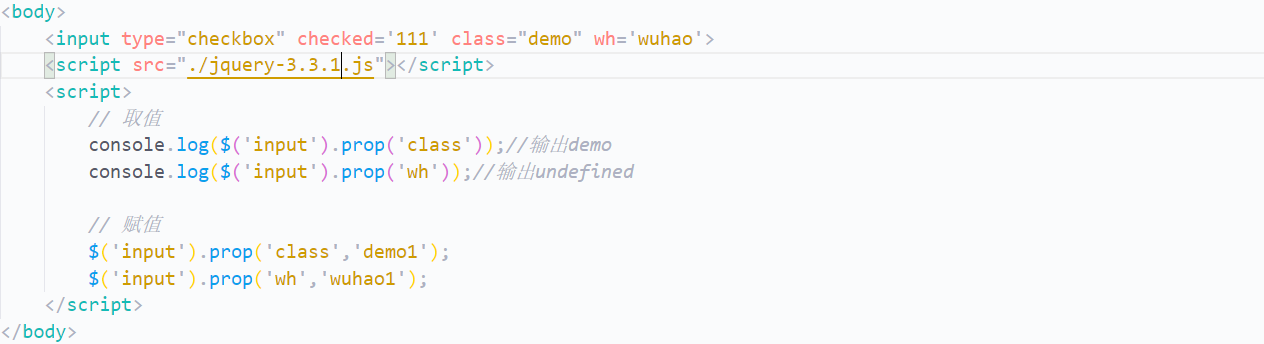 <body>
    <input type="checkbox" checked='111' class="demo" wh='wuhao'>
    <script src="./jquery-3.3.1.js"></script>
    <script>
        // 取值
        console.log($('input').prop('class'));//输出demo
        console.log($('input').prop('wh'));//输出undefined

        // 赋值
        $('input').prop('class','demo1');
        $('input').prop('wh','wuhao1');
    </script>
</body>